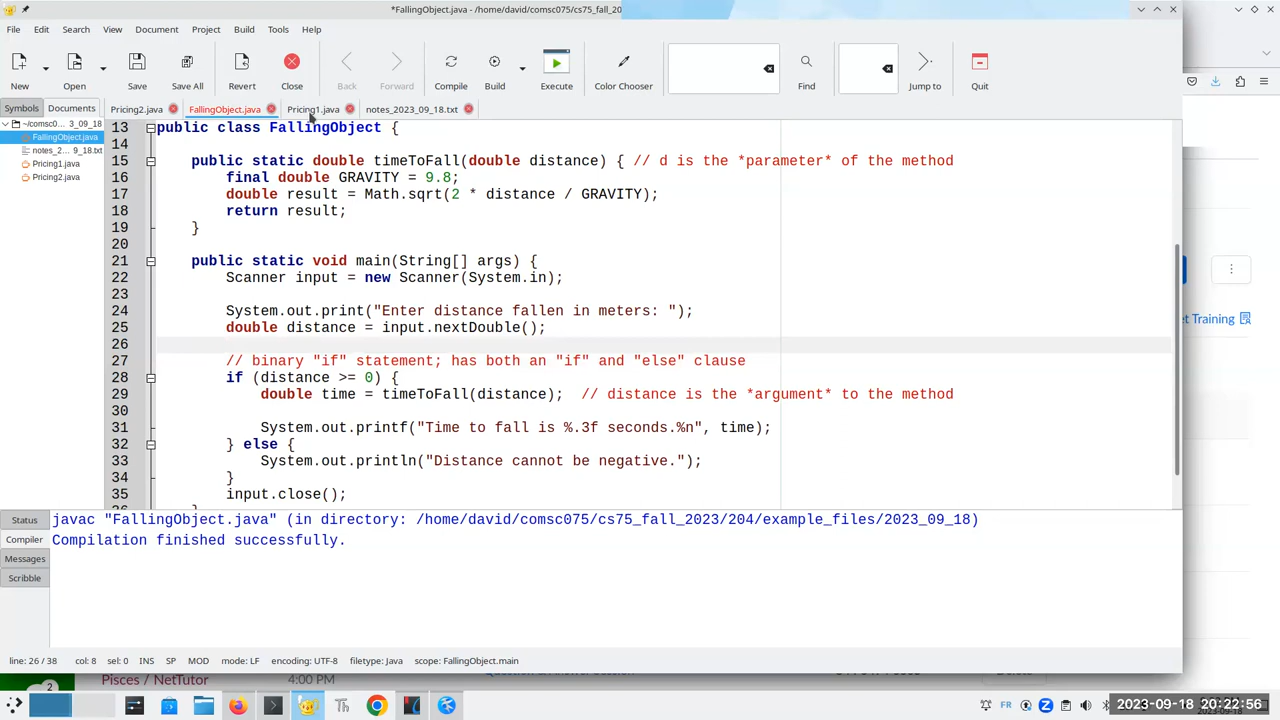 *FallingObject.java - /home/david/comsc075/cs75_fall_20
File Edit Search View Document Project Build Tools Help
New Open Save Save All Revert Close Back Forward Compile Build Execute Color Chooser Find Jump to Quit
Symbols Documents Pricing2.java FallingObject.java Pricing1.java notes_2023_09_18.txt
~/comsc0... 3_09_18
FallingObject.java
notes_2... 9_18.txt
Pricing1.java
Pricing2.java
13 public class FallingObject {
14
15 public static double timeToFall(double distance) { // d is the *parameter* of the method
16 final double GRAVITY = 9.8;
17 double result = Math.sqrt(2 * distance / GRAVITY);
18 return result;
19 }
20
21 public static void main(String[] args) {
22 Scanner input = new Scanner(System.in);
23
24 System.out.print("Enter distance fallen in meters: ");
25 double distance = input.nextDouble();
26
27 // binary "if" statement; has both an "if" and "else" clause
28 if (distance >= 0) {
29 double time = timeToFall(distance); // distance is the *argument* to the method
30
31 System.out.printf("Time to fall is %.3f seconds.%n", time);
32 } else {
33 System.out.println("Distance cannot be negative.");
34 }
35 input.close();
et Training
Status
Compiler
Messages
Scribble
javac "FallingObject.java" (in directory: /home/david/comsc075/cs75_fall_2023/204/example_files/2023_09_18)
Compilation finished successfully.
line: 26 / 38 col: 8 sel: 0 INS SP MOD mode: LF encoding: UTF-8 filetype: Java scope: FallingObject.main
Pisces / NetTutor 4:00 PM
2
Th
FR
2023-09-18 20:22:56